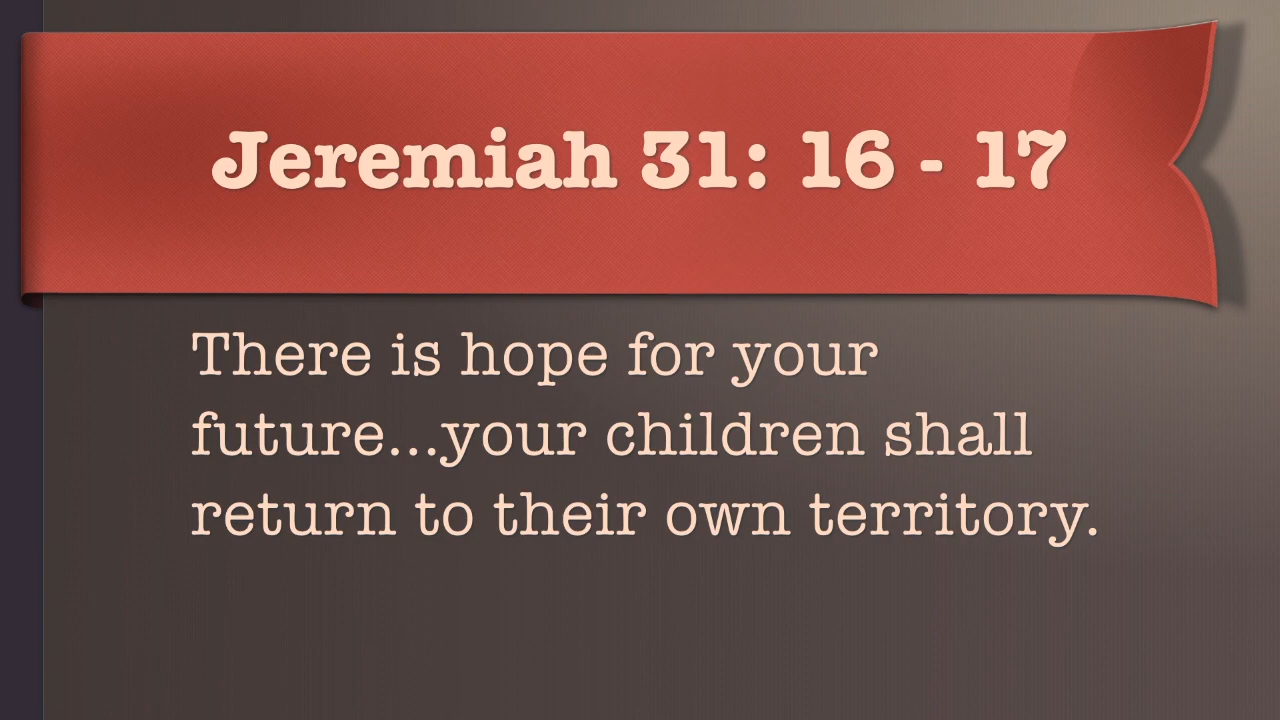 Jeremiah 31: 16 - 17
There is hope for your
future...your children shall
return to their own territory.